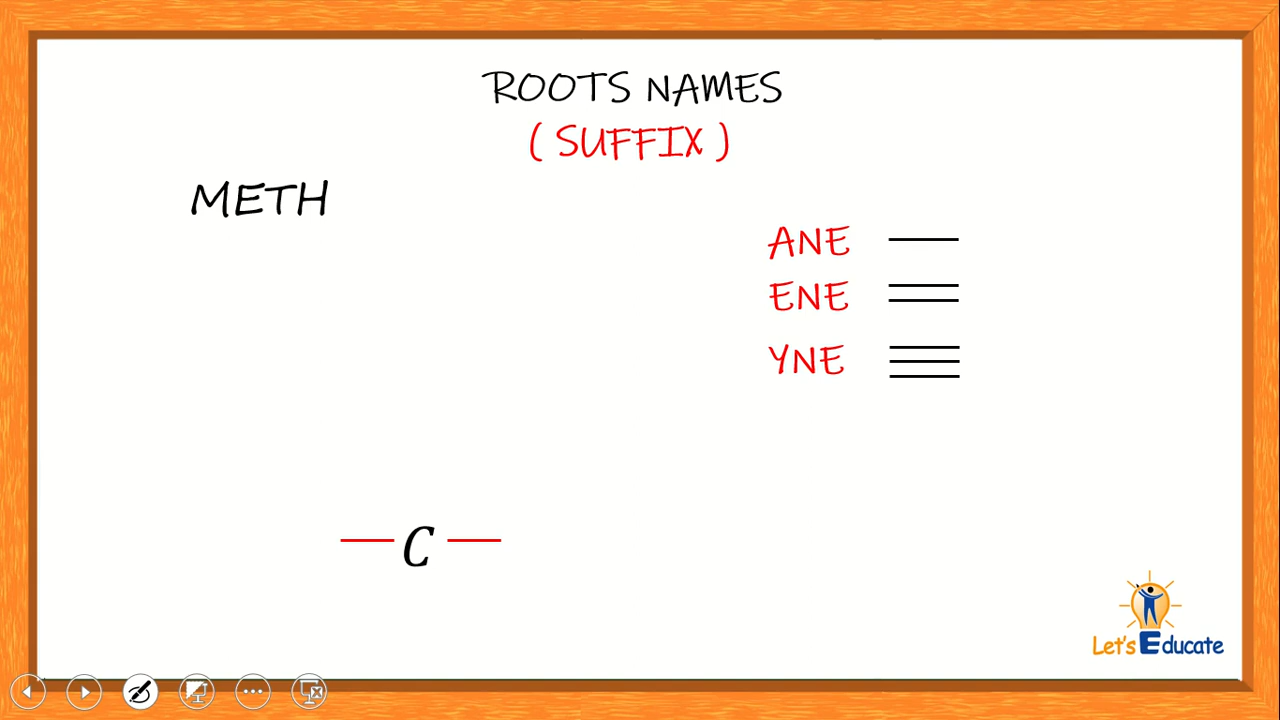 ROOTS NAMES
( SUFFIX )
METH
ANE
ENE
YNE
C
Let's Educate